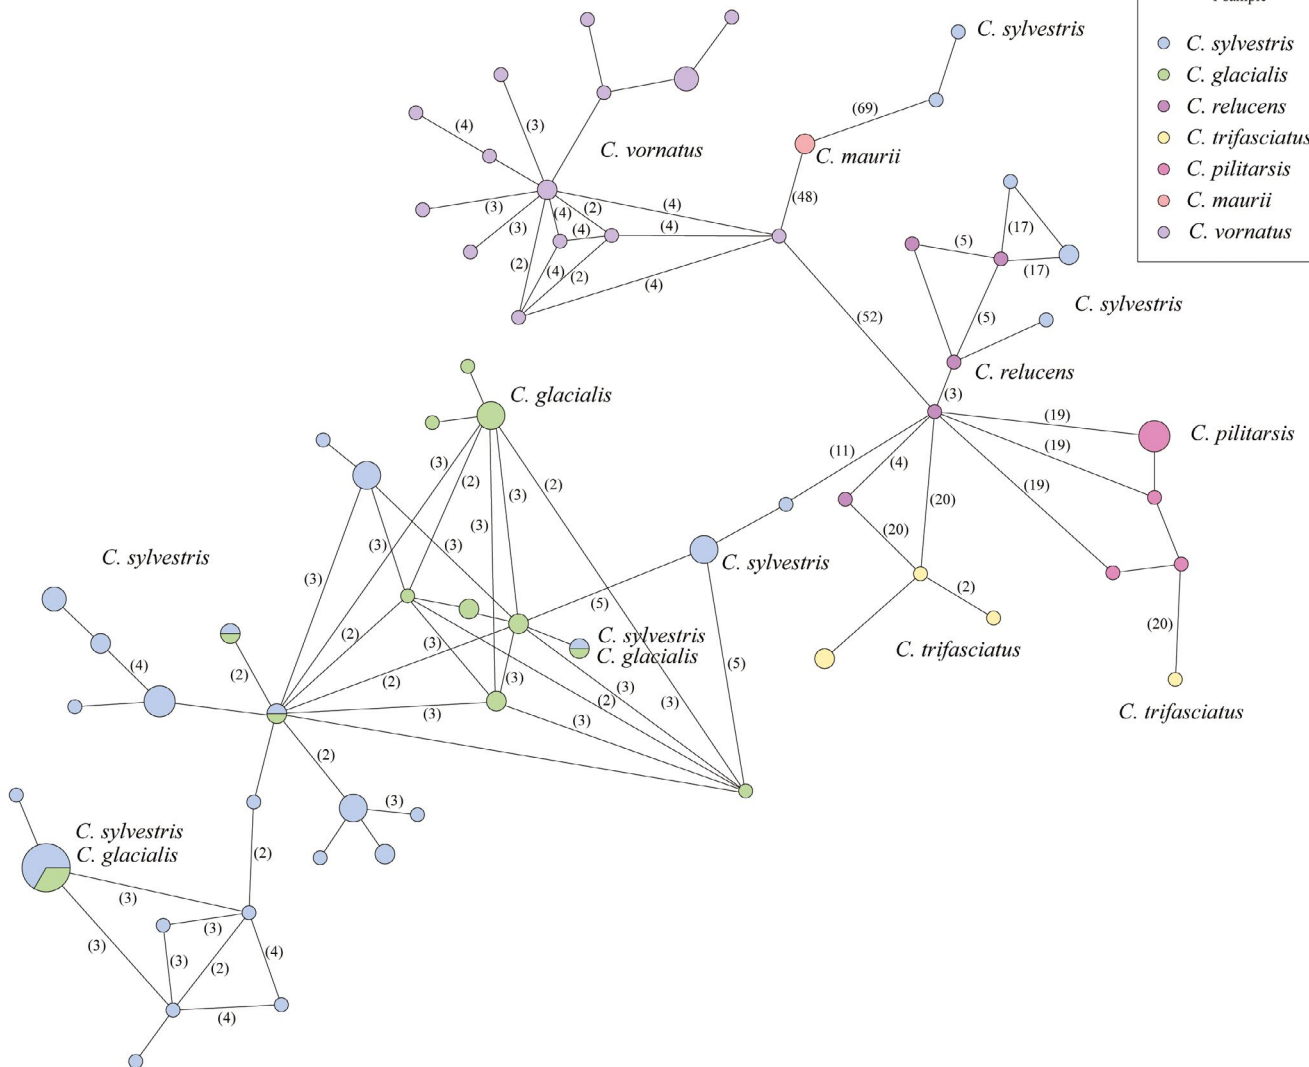 1 sample
C. sylvestris
C. glacialis
C. relucens
C. trifasciatus
C. pilitarsis
C. maurii
C. vornatus
C. sylvestris
(69)
C. maurii
(48)
(4)
(3)
C. vornatus
(3)
(3)
(4)
(2)
(4)
(4)
(4)
(2)
(4)
(2)
(4)
(5)
(17)
(17)
C. sylvestris
(5)
(52)
C. relucens
(3)
C. glacialis
(19)
C. pilitarsis
(19)
(11)
(4)
(19)
(20)
(20)
(3)
(2)
(3)
(2)
(3)
(3)
(3)
C. sylvestris
C. sylvestris
(3)
(2)
(5)
C. trifasciatus
C. sylvestris
C. glacialis
(2)
(3)
(20)
(4)
(2)
(2)
(3)
(3)
(2)
(3)
(5)
(3)
(3)
C. trifasciatus
(2)
(3)
C. sylvestris
C. glacialis
(2)
(3)
(3)
(3)
(3)
(2)
(4)
(4)